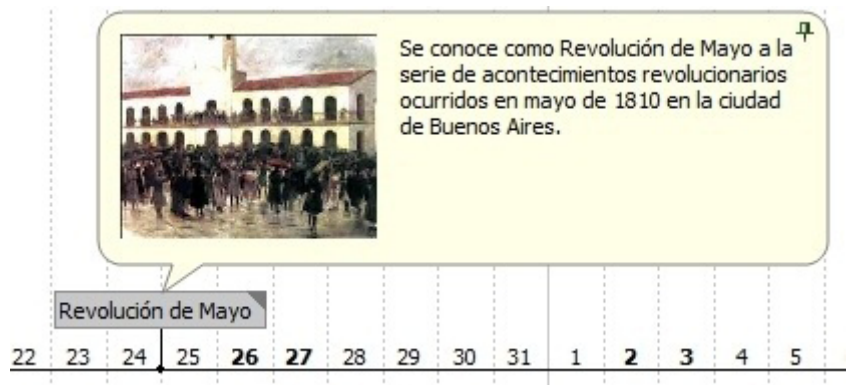 Se conoce como Revolución de Mayo a la
serie de acontecimientos revolucionarios
ocurridos en mayo de 1810 en la ciudad
de Buenos Aires.
Revolución de Mayo
22 23 24 25 26 27 28 29 30 31 1 2 3 4 5